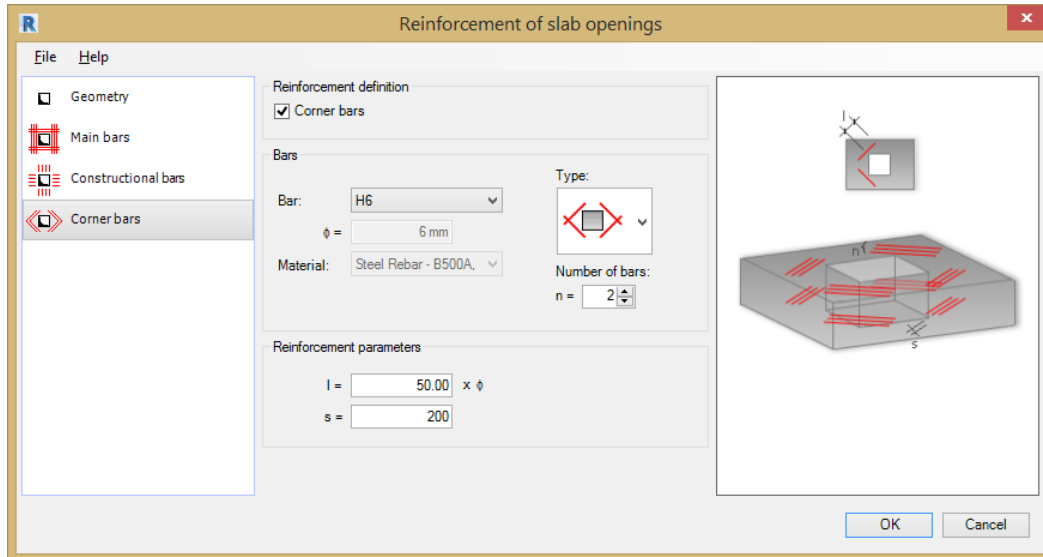 R
Reinforcement of slab openings
x
File Help
Geometry
Main bars
Constructional bars
Corner bars
Reinforcement definition
Corner bars
Bars
Bar: H6
ϕ = 6 mm
Material: Steel Rebar - B500A,
Type:
Number of bars:
n = 2
Reinforcement parameters
l = 50.00 x ϕ
s = 200
l
n
s
OK Cancel